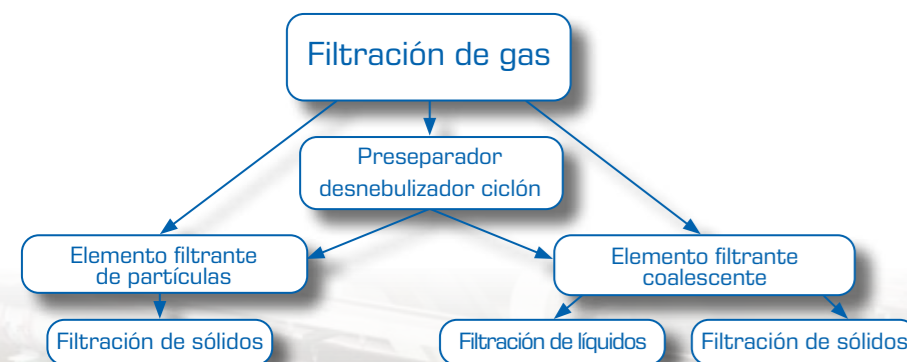 Filtración de gas
Preseparador
desnebulizador ciclón
Elemento filtrante
de partículas
Elemento filtrante
coalescente
Filtración de sólidos
Filtración de líquidos
Filtración de sólidos